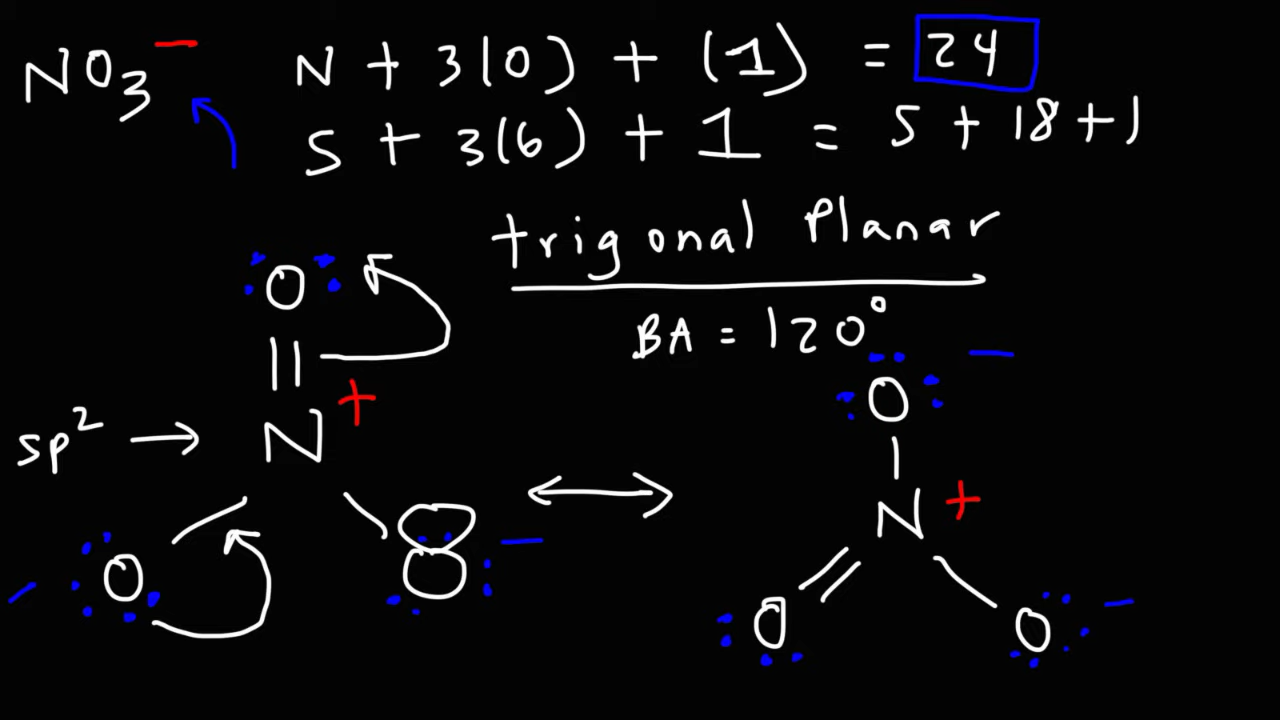 NO₃⁻ N + 3(O) + (1) = 24
5 + 3(6) + 1 = 5 + 18 + 1
trigonal Planar
BA = 120°
O
N +
sp² →
O −
O −
O −
N +
O
O −